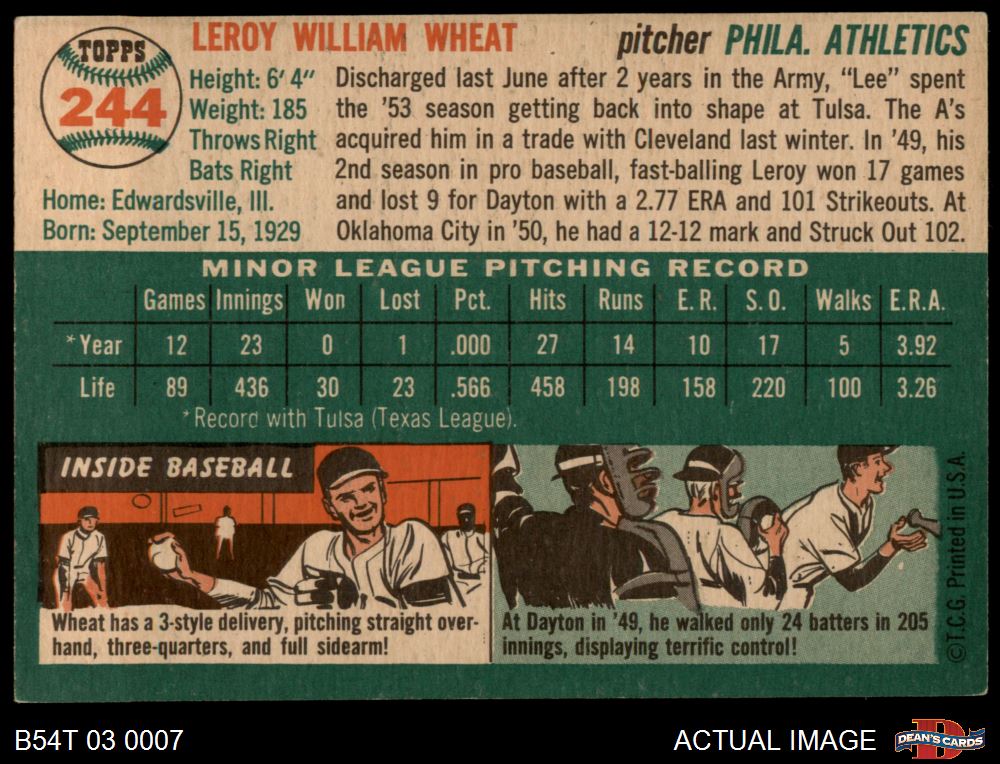 TOPPS
244
LEROY WILLIAM WHEAT
pitcher PHILA. ATHLETICS
Height: 6' 4"
Weight: 185
Throws Right
Bats Right
Home: Edwardsville, Ill.
Born: September 15, 1929
Discharged last June after 2 years in the Army, "Lee" spent
the '53 season getting back into shape at Tulsa. The A's
acquired him in a trade with Cleveland last winter. In '49, his
2nd season in pro baseball, fast-balling Leroy won 17 games
and lost 9 for Dayton with a 2.77 ERA and 101 Strikeouts. At
Oklahoma City in '50, he had a 12-12 mark and Struck Out 102.
MINOR LEAGUE PITCHING RECORD
Games Innings Won Lost Pct. Hits Runs E. R. S. O. Walks E.R.A.
*Year 12 23 0 1 .000 27 14 10 17 5 3.92
Life 89 436 30 23 .566 458 198 158 220 100 3.26
*Record with Tulsa (Texas League).
INSIDE BASEBALL
Wheat has a 3-style delivery, pitching straight over-
hand, three-quarters, and full sidearm!
At Dayton in '49, he walked only 24 batters in 205
innings, displaying terrific control!
©T.C.G. Printed in U.S.A.
B54T 03 0007
ACTUAL IMAGE
DEAN'S CARDS